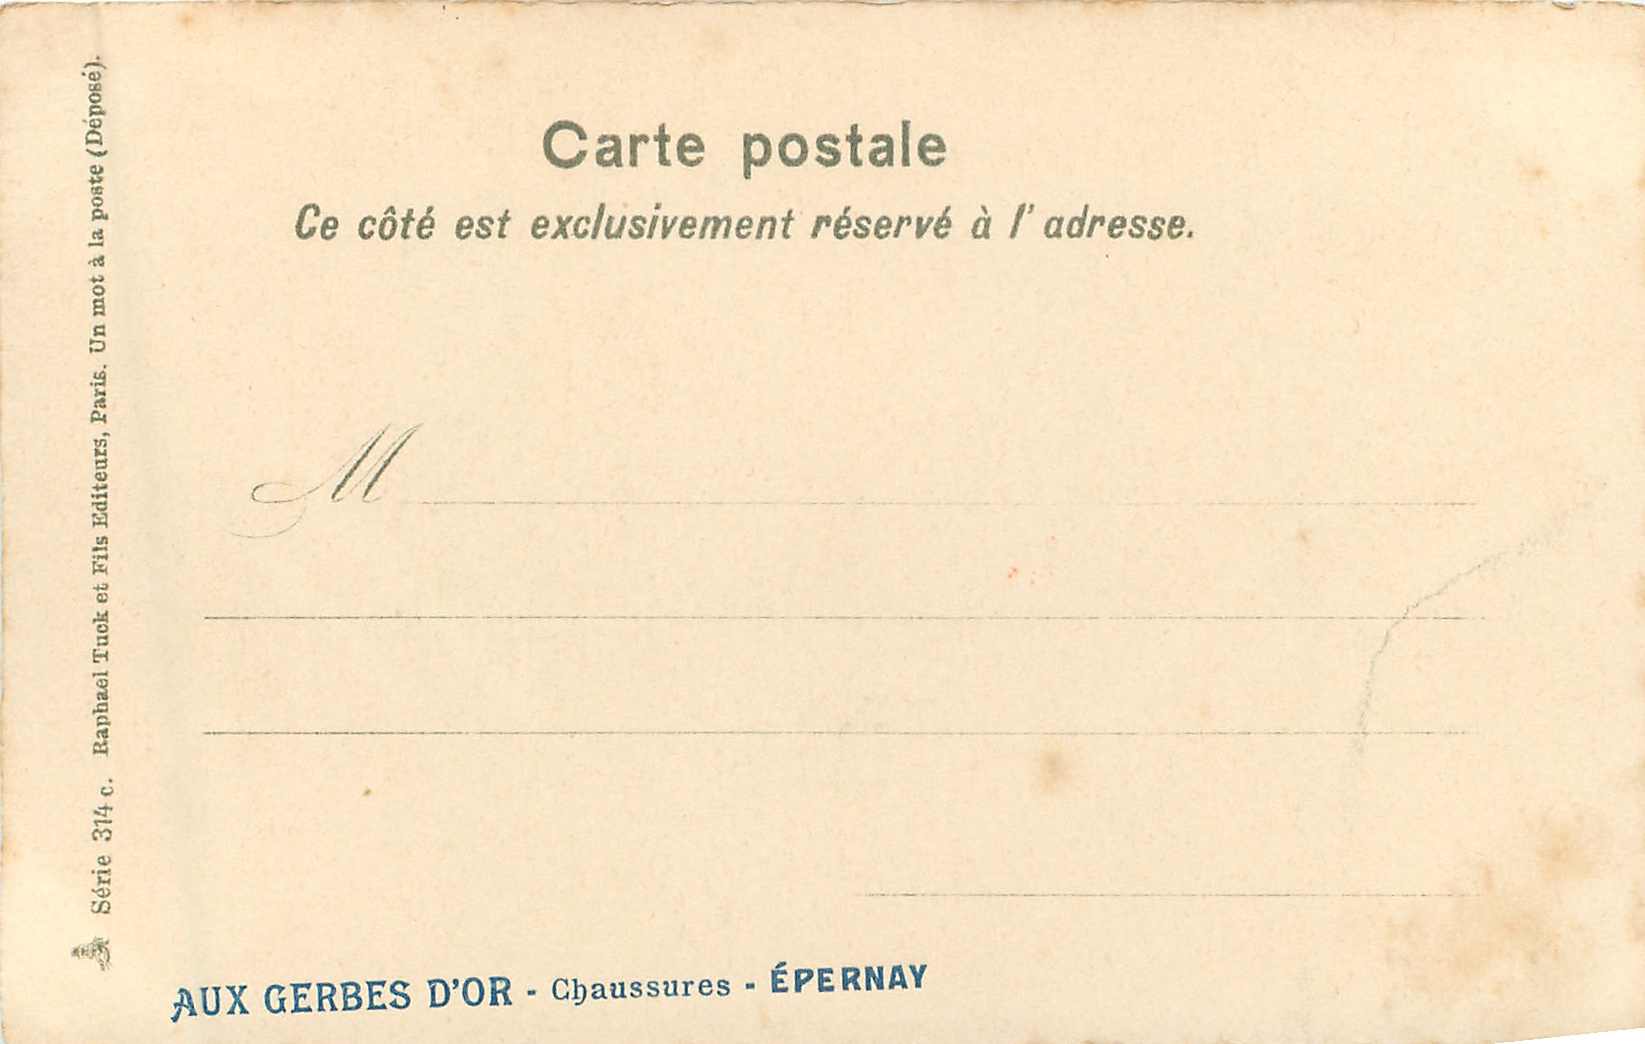 Carte postale
Ce côté est exclusivement réservé à l'adresse.
M
Série 314 c. Raphael Tuck et Fils Editeurs, Paris. Un mot à la poste (Déposé).
AUX GERBES D'OR - Chaussures - ÉPERNAY